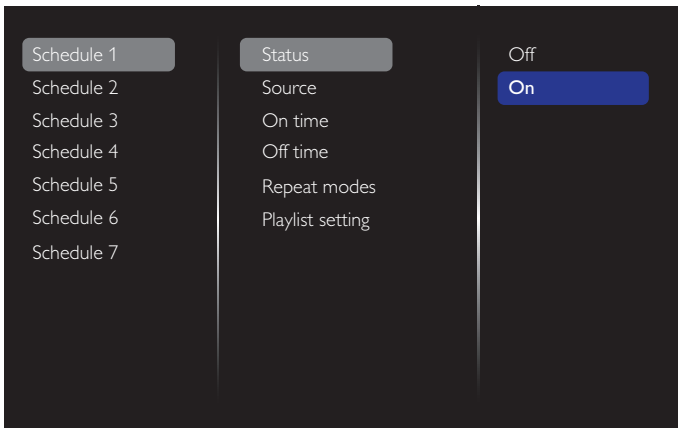 Schedule 1
Schedule 2
Schedule 3
Schedule 4
Schedule 5
Schedule 6
Schedule 7
Status
Source
On time
Off time
Repeat modes
Playlist setting
Off
On